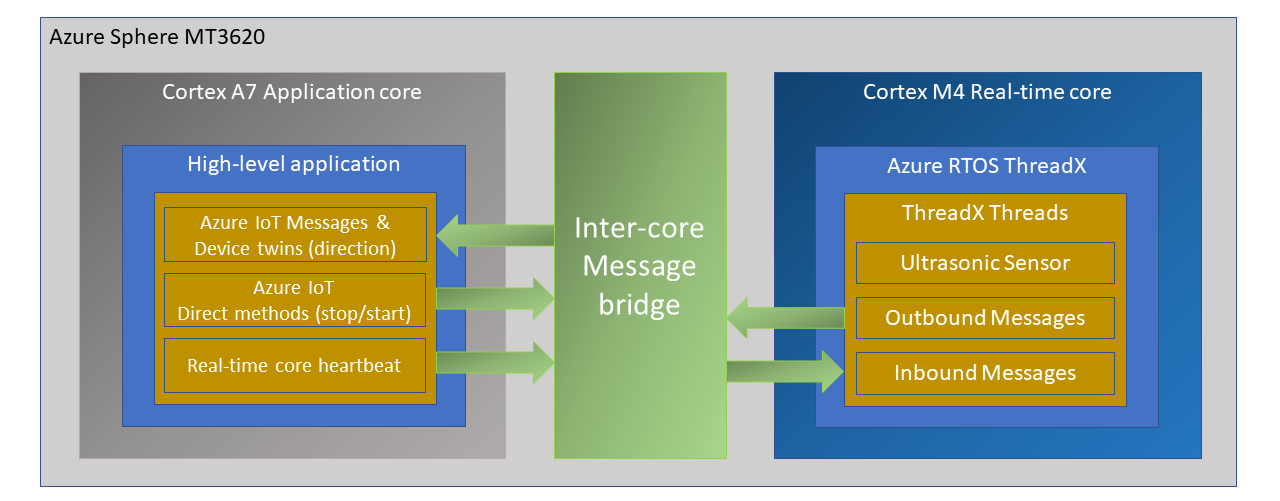 Azure Sphere MT3620
Cortex A7 Application core
High-level application
Azure IoT Messages &
Device twins (direction)
Azure IoT
Direct methods (stop/start)
Real-time core heartbeat
Inter-core
Message
bridge
Cortex M4 Real-time core
Azure RTOS ThreadX
ThreadX Threads
Ultrasonic Sensor
Outbound Messages
Inbound Messages